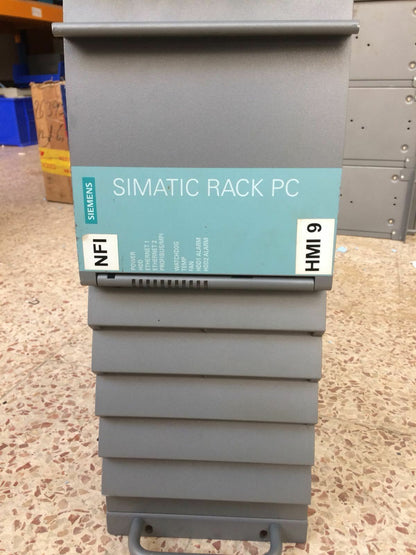 SIEMENS
SIMATIC RACK PC
NFI
POWER
HDD
ETHERNET 1
ETHERNET 2
PROFIBUS/MPI
WATCHDOG
TEMP
FAN
HDD1 ALARM
HDD2 ALARM
HMI 9